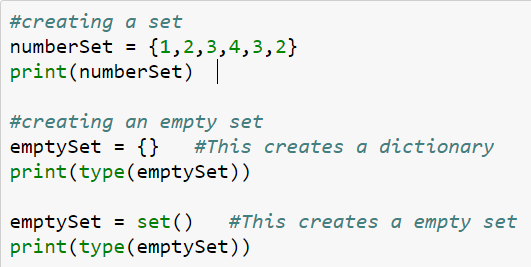 #creating a set
numberSet = {1,2,3,4,3,2}
print(numberSet)
#creating an empty set
emptySet = {}   #This creates a dictionary
print(type(emptySet))
emptySet = set()   #This creates a empty set
print(type(emptySet))